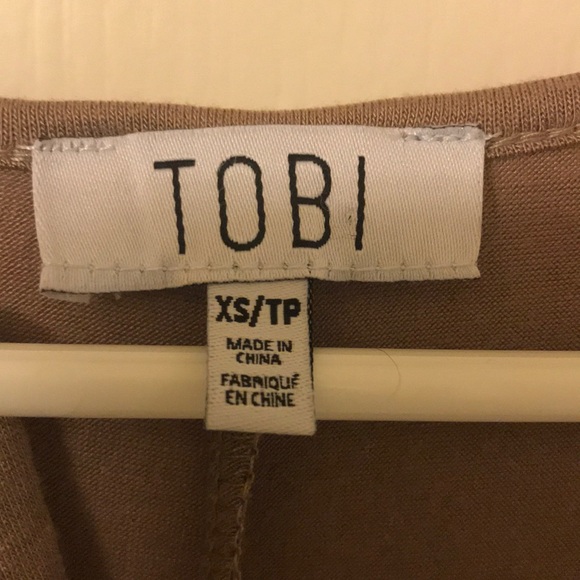 TOBI
XS/TP
MADE IN
CHINA
FABRIQUÉ
EN CHINE